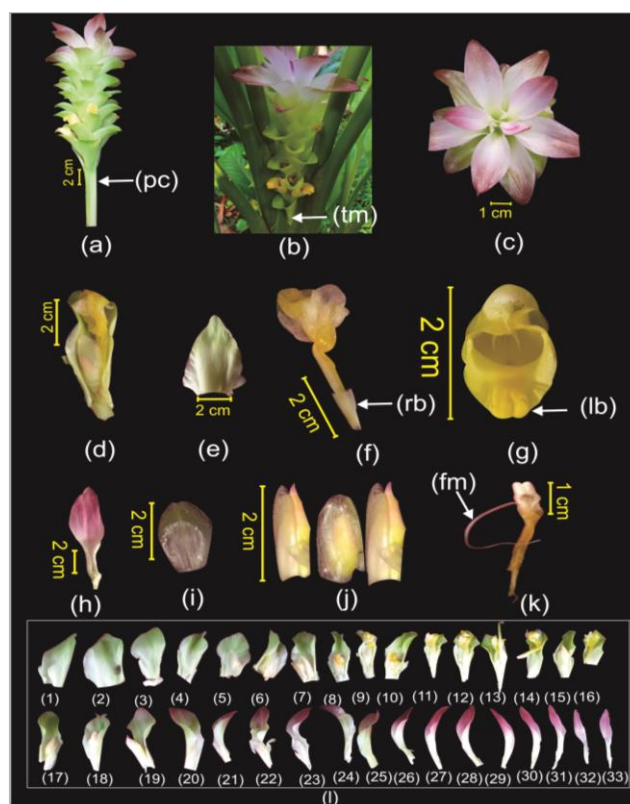 2 cm
(pc)
(a)
(tm)
(b)
1 cm
(c)
2 cm
(d)
2 cm
(e)
2 cm
(rb)
(f)
2 cm
(lb)
(g)
2 cm
(h)
2 cm
(i)
2 cm
(j)
(fm)
1 cm
(k)
(1) (2) (3) (4) (5) (6) (7) (8) (9) (10) (11) (12) (13) (14) (15) (16)
(17) (18) (19) (20) (21) (22) (23) (24) (25) (26) (27) (28) (29) (30) (31) (32) (33)
(l)